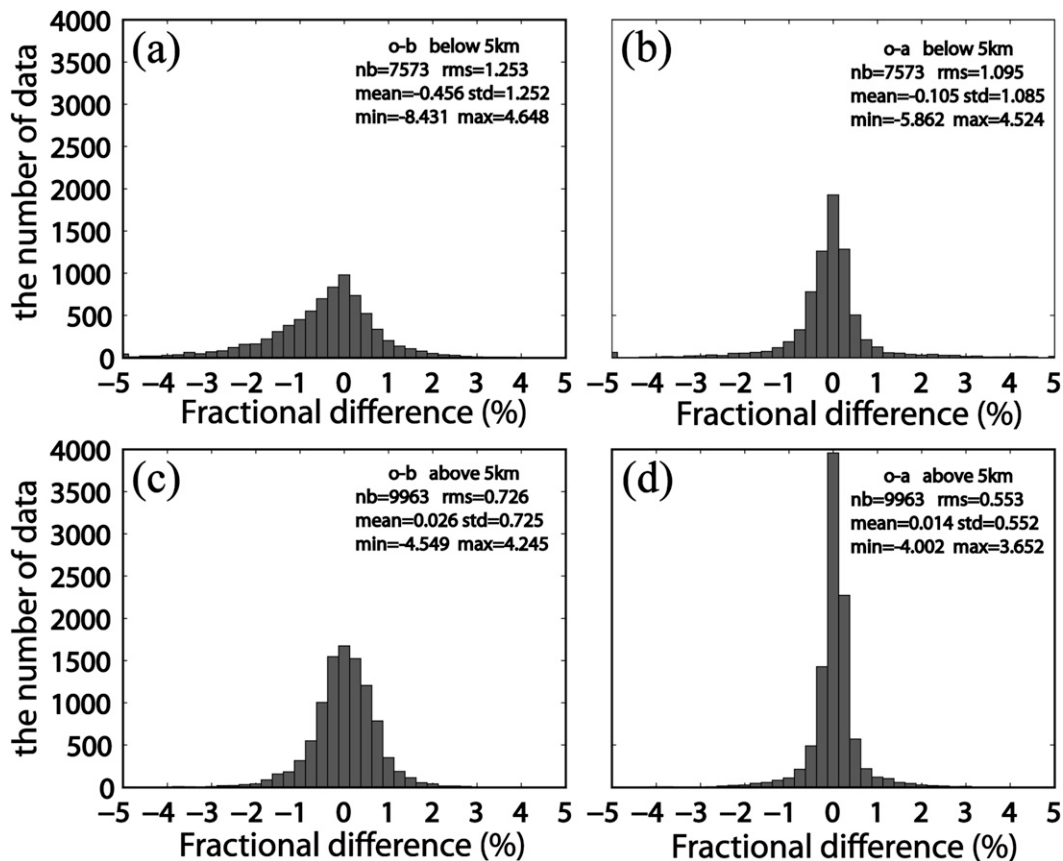 (a)
o-b below 5km
nb=7573 rms=1.253
mean=-0.456 std=1.252
min=-8.431 max=4.648
4000
3500
3000
2500
2000
1500
1000
500
0
the number of data
−5 −4 −3 −2 −1 0 1 2 3 4 5
Fractional difference (%)
(b)
o-a below 5km
nb=7573 rms=1.095
mean=-0.105 std=1.085
min=-5.862 max=4.524
−5 −4 −3 −2 −1 0 1 2 3 4 5
Fractional difference (%)
(c)
o-b above 5km
nb=9963 rms=0.726
mean=0.026 std=0.725
min=-4.549 max=4.245
4000
3500
3000
2500
2000
1500
1000
500
0
the number of data
−5 −4 −3 −2 −1 0 1 2 3 4 5
Fractional difference (%)
(d)
o-a above 5km
nb=9963 rms=0.553
mean=0.014 std=0.552
min=-4.002 max=3.652
−5 −4 −3 −2 −1 0 1 2 3 4 5
Fractional difference (%)